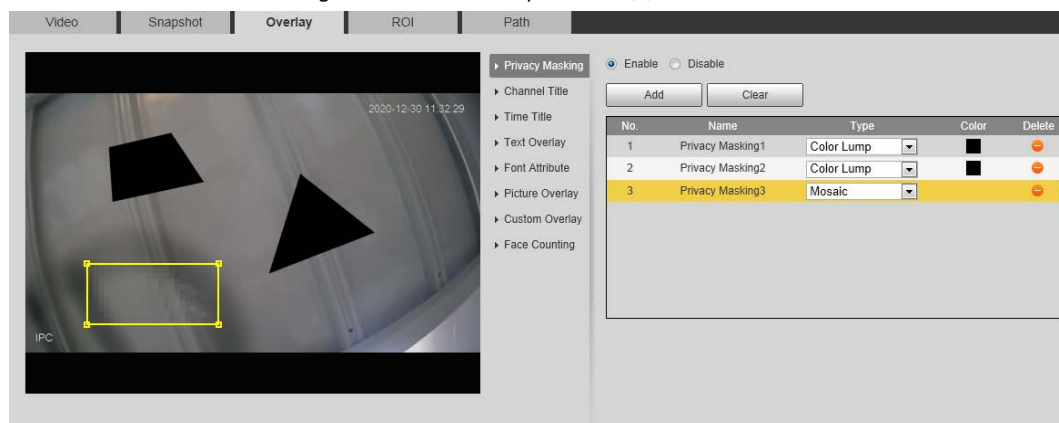 Video Snapshot Overlay ROI Path
2020-12-30 11:32:29
IPC
Privacy Masking
Channel Title
Time Title
Text Overlay
Font Attribute
Picture Overlay
Custom Overlay
Face Counting
Enable Disable
Add Clear
No. Name Type Color Delete
1 Privacy Masking1 Color Lump
2 Privacy Masking2 Color Lump
3 Privacy Masking3 Mosaic